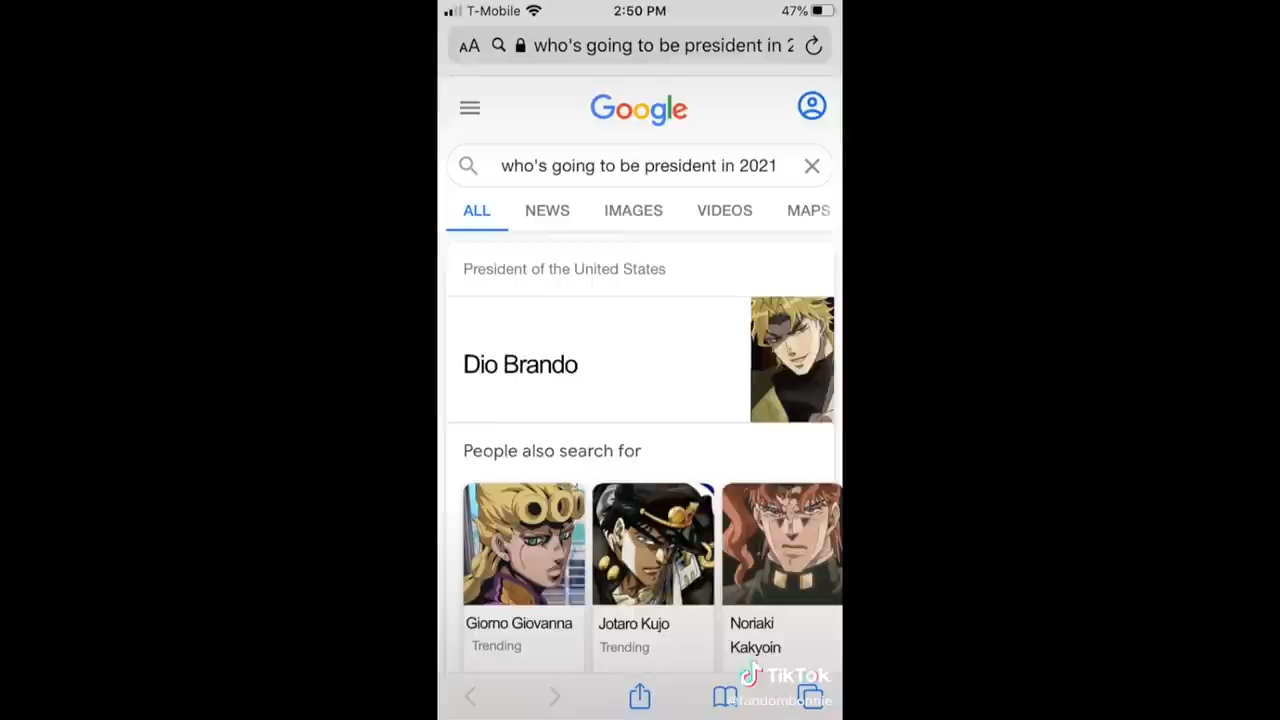 T-Mobile 2:50 PM 47%
AA who's going to be president in 2
Google
who's going to be president in 2021
ALL NEWS IMAGES VIDEOS MAPS
President of the United States
Dio Brando
People also search for
Giorno Giovanna Jotaro Kujo Noriaki
Kakyoin
Trending Trending
TikTok
@fandombonnie